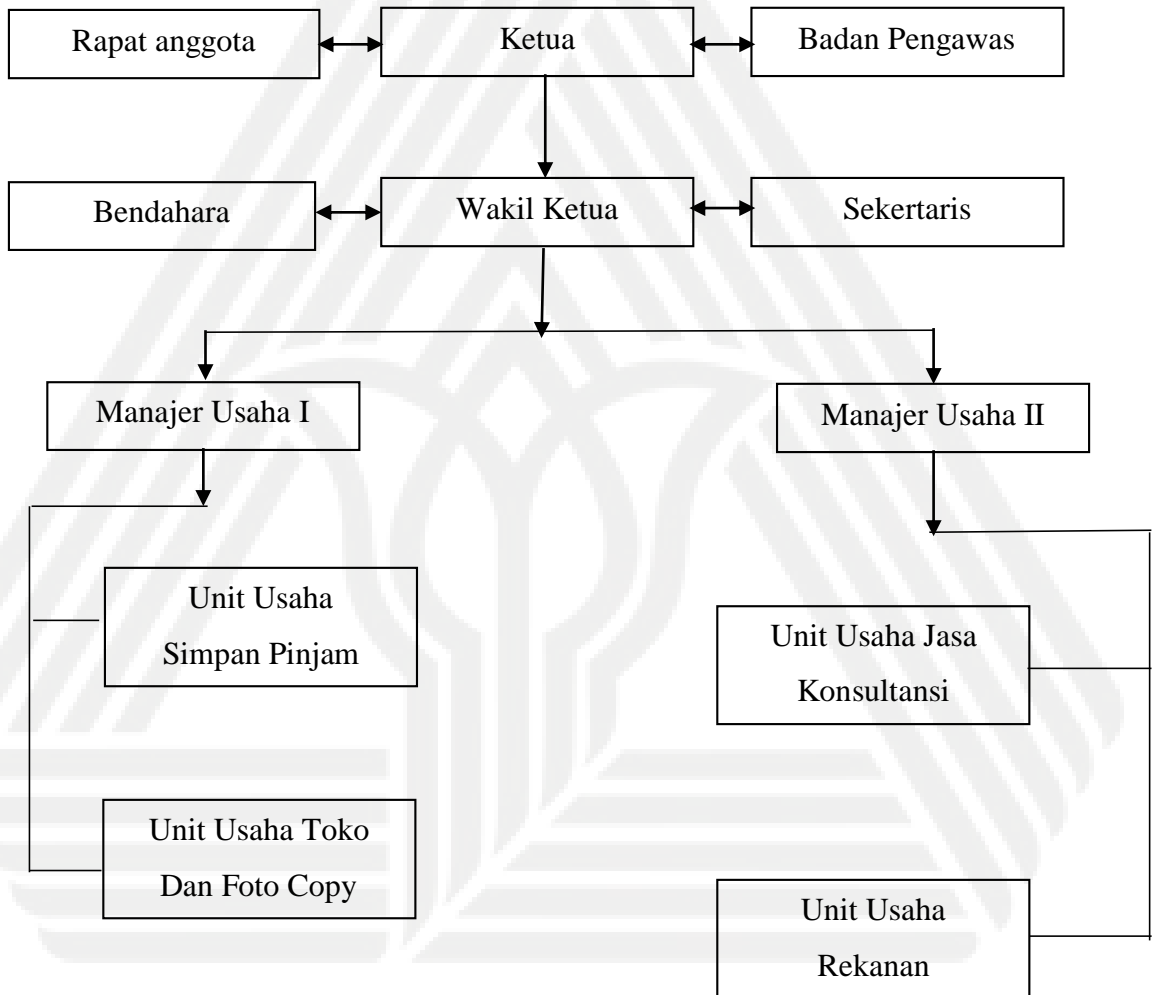 Rapat anggota
Ketua
Badan Pengawas
Bendahara
Wakil Ketua
Sekertaris
Manajer Usaha I
Manajer Usaha II
Unit Usaha
Simpan Pinjam
Unit Usaha Jasa
Konsultansi
Unit Usaha Toko
Dan Foto Copy
Unit Usaha
Rekanan